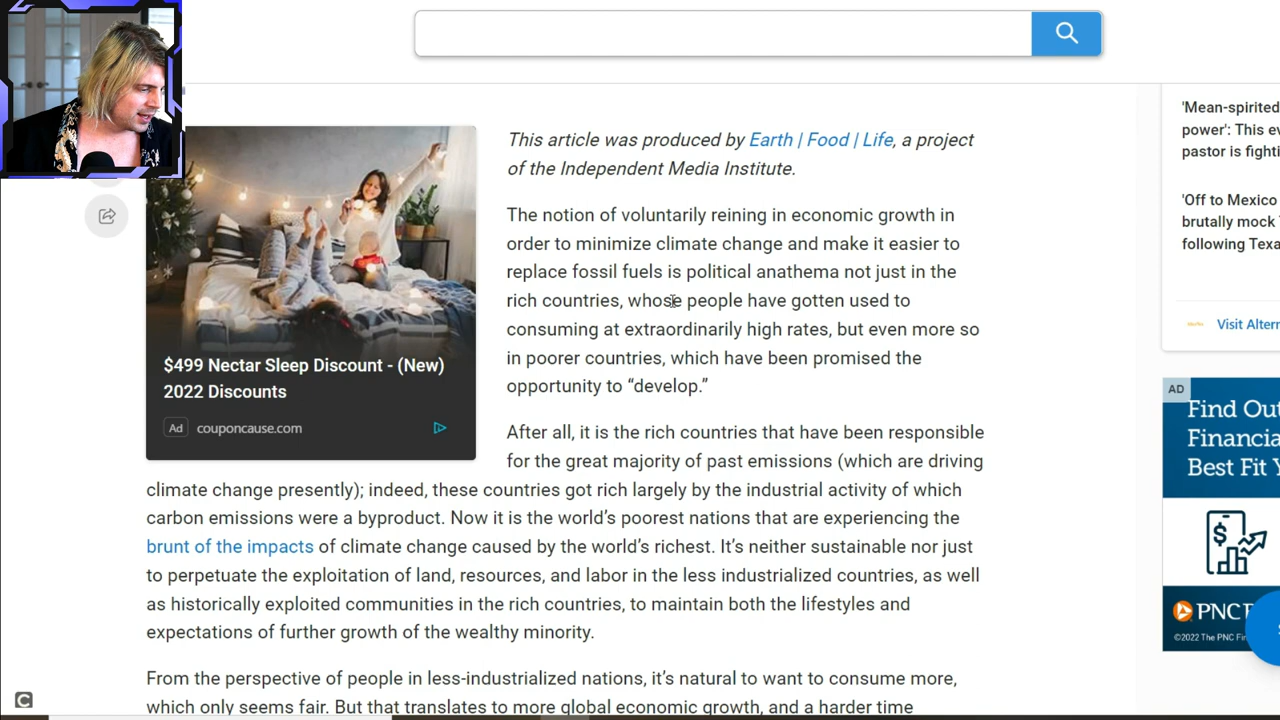 This article was produced by Earth | Food | Life, a project
of the Independent Media Institute.
The notion of voluntarily reining in economic growth in
order to minimize climate change and make it easier to
replace fossil fuels is political anathema not just in the
rich countries, whose people have gotten used to
consuming at extraordinarily high rates, but even more so
in poorer countries, which have been promised the
opportunity to “develop.”
$499 Nectar Sleep Discount - (New)
2022 Discounts
Ad couponcause.com
After all, it is the rich countries that have been responsible
for the great majority of past emissions (which are driving
climate change presently); indeed, these countries got rich largely by the industrial activity of which
carbon emissions were a byproduct. Now it is the world’s poorest nations that are experiencing the
brunt of the impacts of climate change caused by the world’s richest. It’s neither sustainable nor just
to perpetuate the exploitation of land, resources, and labor in the less industrialized countries, as well
as historically exploited communities in the rich countries, to maintain both the lifestyles and
expectations of further growth of the wealthy minority.
From the perspective of people in less-industrialized nations, it’s natural to want to consume more,
which only seems fair. But that translates to more global economic growth, and a harder time
'Mean-spirited
power': This
pastor is
'Off to Mexico
brutally mock
following
Visit
AD
Find
Best Fit
PNC
©2022 The PNC